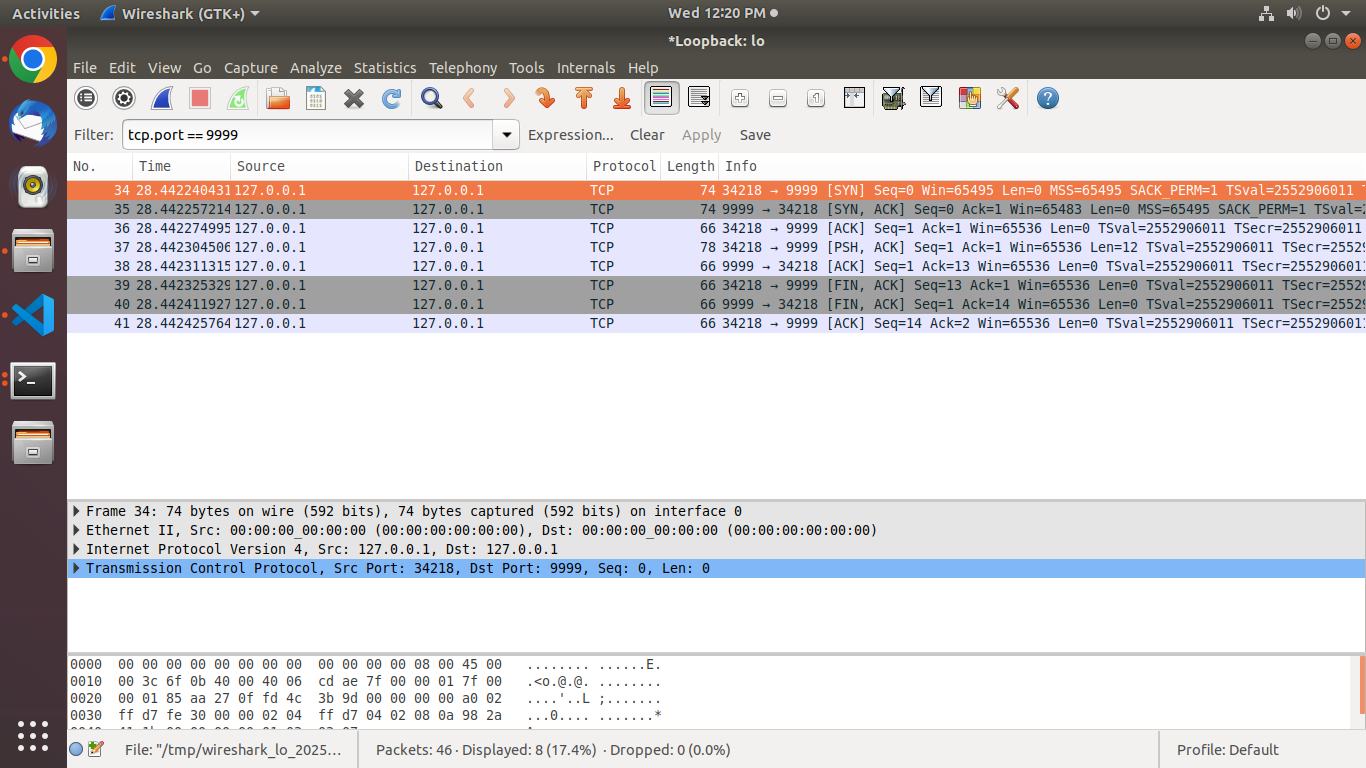 Activities Wireshark (GTK+) Wed 12:20 PM
*Loopback: lo
File Edit View Go Capture Analyze Statistics Telephony Tools Internals Help
Filter: tcp.port == 9999 Expression... Clear Apply Save
No. Time Source Destination Protocol Length Info
34 28.442240431 127.0.0.1 127.0.0.1 TCP 74 34218 → 9999 [SYN] Seq=0 Win=65495 Len=0 MSS=65495 SACK_PERM=1 TSval=2552906011
35 28.442257214 127.0.0.1 127.0.0.1 TCP 74 9999 → 34218 [SYN, ACK] Seq=0 Ack=1 Win=65483 Len=0 MSS=65495 SACK_PERM=1 TSval=2
36 28.442274995 127.0.0.1 127.0.0.1 TCP 66 34218 → 9999 [ACK] Seq=1 Ack=1 Win=65536 Len=0 TSval=2552906011 TSecr=2552906011
37 28.442304506 127.0.0.1 127.0.0.1 TCP 78 34218 → 9999 [PSH, ACK] Seq=1 Ack=1 Win=65536 Len=12 TSval=2552906011 TSecr=255290
38 28.442311315 127.0.0.1 127.0.0.1 TCP 66 9999 → 34218 [ACK] Seq=1 Ack=13 Win=65536 Len=0 TSval=2552906011 TSecr=2552906011
39 28.442325329 127.0.0.1 127.0.0.1 TCP 66 34218 → 9999 [FIN, ACK] Seq=13 Ack=1 Win=65536 Len=0 TSval=2552906011 TSecr=255290
40 28.442411927 127.0.0.1 127.0.0.1 TCP 66 9999 → 34218 [FIN, ACK] Seq=1 Ack=14 Win=65536 Len=0 TSval=2552906011 TSecr=255290
41 28.442425764 127.0.0.1 127.0.0.1 TCP 66 34218 → 9999 [ACK] Seq=14 Ack=2 Win=65536 Len=0 TSval=2552906011 TSecr=2552906011
Frame 34: 74 bytes on wire (592 bits), 74 bytes captured (592 bits) on interface 0
Ethernet II, Src: 00:00:00_00:00:00 (00:00:00:00:00:00), Dst: 00:00:00_00:00:00 (00:00:00:00:00:00)
Internet Protocol Version 4, Src: 127.0.0.1, Dst: 127.0.0.1
Transmission Control Protocol, Src Port: 34218, Dst Port: 9999, Seq: 0, Len: 0
0000 00 00 00 00 00 00 00 00 00 00 00 00 08 00 45 00 ........ ......E.
0010 00 3c 6f 0b 40 00 40 06 cd ae 7f 00 00 01 7f 00 .<o.@.@. ........
0020 00 01 85 aa 27 0f fd 4c 3b 9d 00 00 00 00 a0 02 ....'..L ;.......
0030 ff d7 fe 30 00 00 02 04 ff d7 04 02 08 0a 98 2a ...0.... .......*
File: "/tmp/wireshark_lo_2025... Packets: 46 · Displayed: 8 (17.4%) · Dropped: 0 (0.0%) Profile: Default